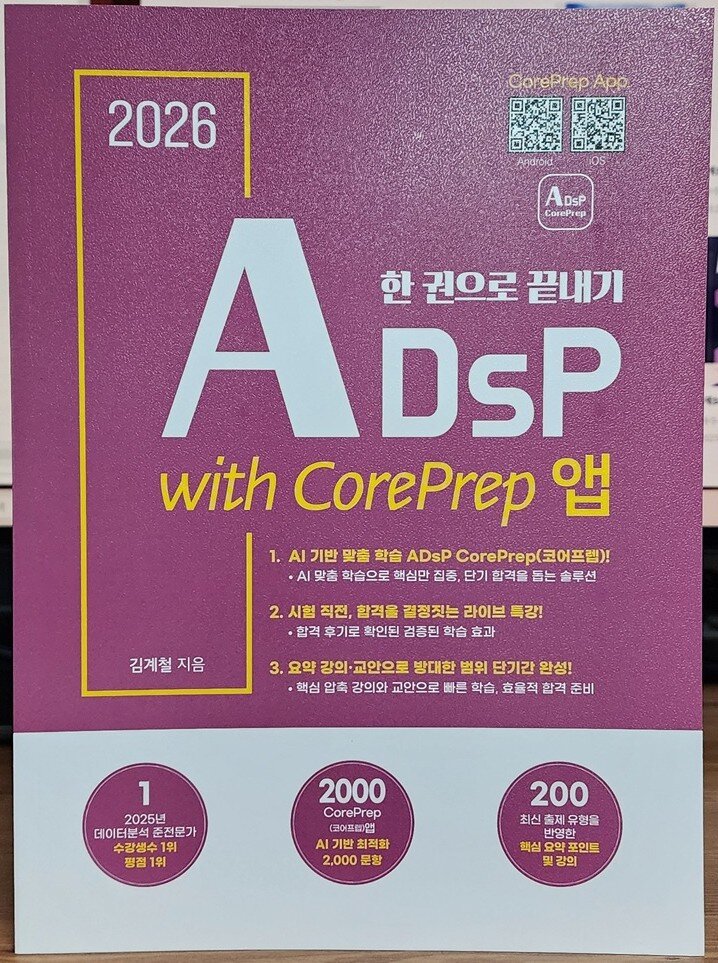 2026
CorePrep App
Android
iOS
ADsP
CorePrep
한 권으로 끝내기
ADsP
with CorePrep 앱
1. AI 기반 맞춤 학습 ADsP CorePrep(코어프렙)!
• AI 맞춤 학습으로 핵심만 집중, 단기 합격을 돕는 솔루션
2. 시험 직전, 합격을 결정짓는 라이브 특강!
• 합격 후기로 확인된 검증된 학습 효과
3. 요약 강의·교안으로 방대한 범위 단기간 완성!
• 핵심 압축 강의와 교안으로 빠른 학습, 효율적 합격 준비
김계철 지음
1
2025년
데이터분석 준전문가
수강생수 1위
평점 1위
2000
CorePrep
(코어프렙)앱
AI 기반 최적화
2,000 문항
200
최신 출제 유형을
반영한
핵심 요약 포인트
및 강의